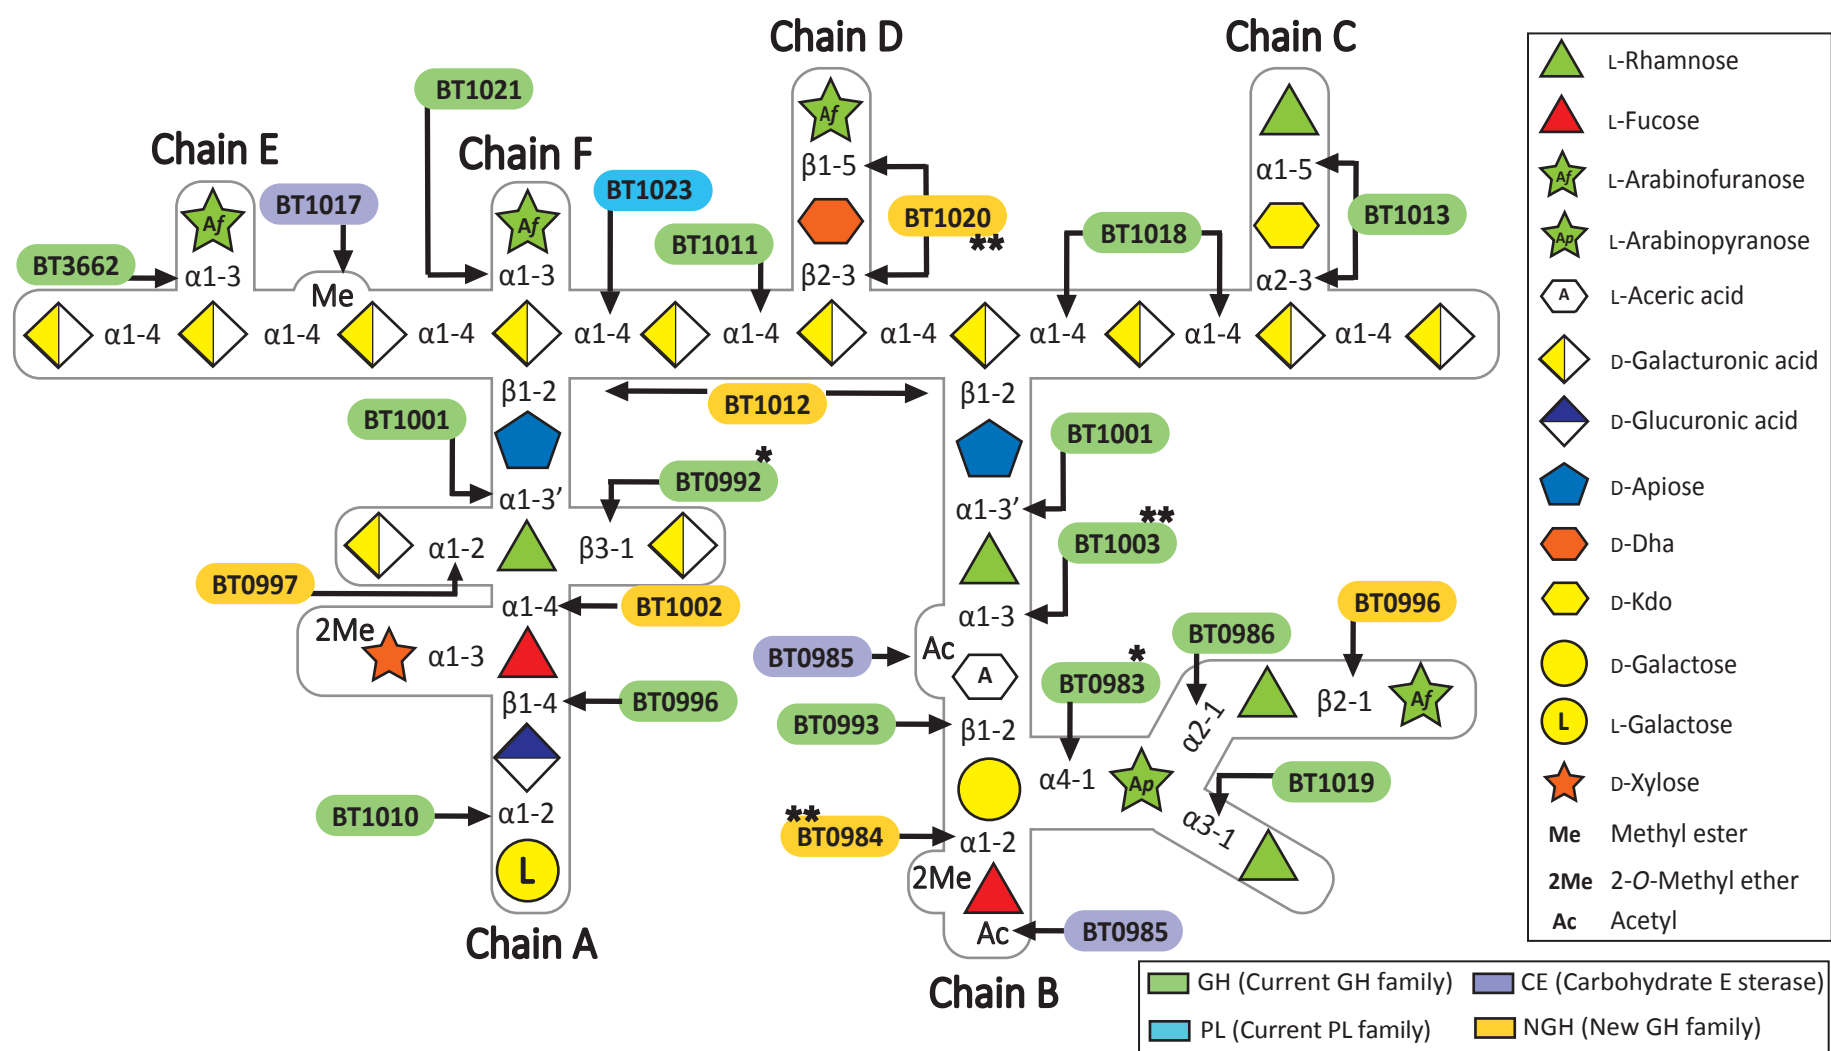 Chain D
Chain C
BT1021
Chain E
Chain F
Af
β1-5
α1-5
BT1017
BT1023
BT1020
**
BT1013
Af
Af
BT1011
BT1018
BT3662
α1-3
Me
α1-3
β2-3
α2-3
α1-4 α1-4 α1-4 α1-4 α1-4 α1-4 α1-4 α1-4 α1-4
β1-2
BT1012
β1-2
BT1001
BT1001
BT0992
*
α1-3’
α1-3’
BT1003
**
α1-2
β3-1
BT0997
α1-4
BT1002
α1-3
BT0996
2Me
α1-3
BT0985
Ac
A
BT0986
BT0983
*
β2-1
Af
β1-4
BT0996
BT0993
β1-2
α2-1
α4-1
Ap
BT1019
BT1010
α1-2
**
BT0984
α1-2
α3-1
L
2Me
Ac
BT0985
Chain A
Chain B
L-Rhamnose
L-Fucose
Af L-Arabinofuranose
Ap L-Arabinopyranose
A L-Aceric acid
D-Galacturonic acid
D-Glucuronic acid
D-Apiose
D-Dha
D-Kdo
D-Galactose
L L-Galactose
D-Xylose
Me Methyl ester
2Me 2-O-Methyl ether
Ac Acetyl
GH (Current GH family) CE (Carbohydrate E sterase)
PL (Current PL family) NGH (New GH family)